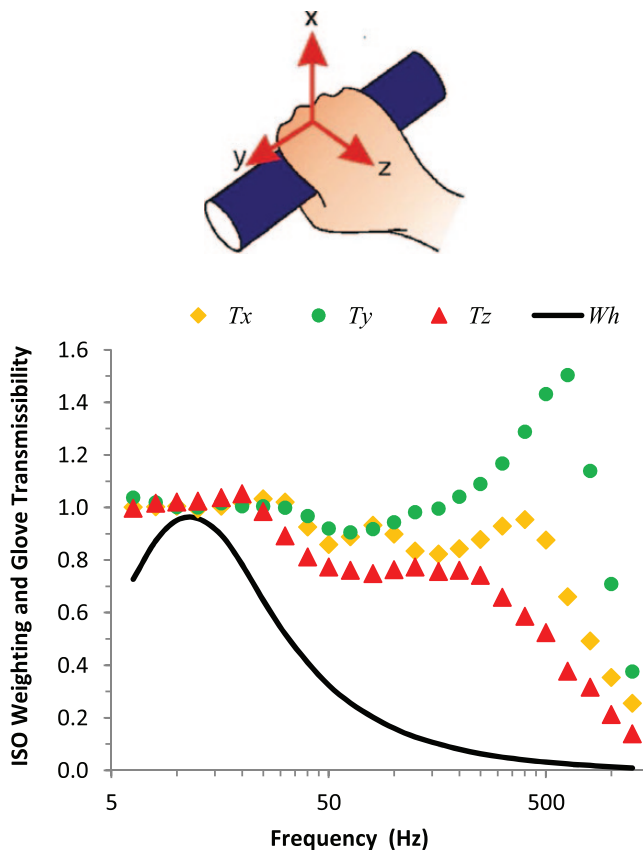 x
y
z
Tx Ty Tz Wh
ISO Weighting and Glove Transmissibility
1.6
1.4
1.2
1.0
0.8
0.6
0.4
0.2
0.0
5 50 500
Frequency (Hz)